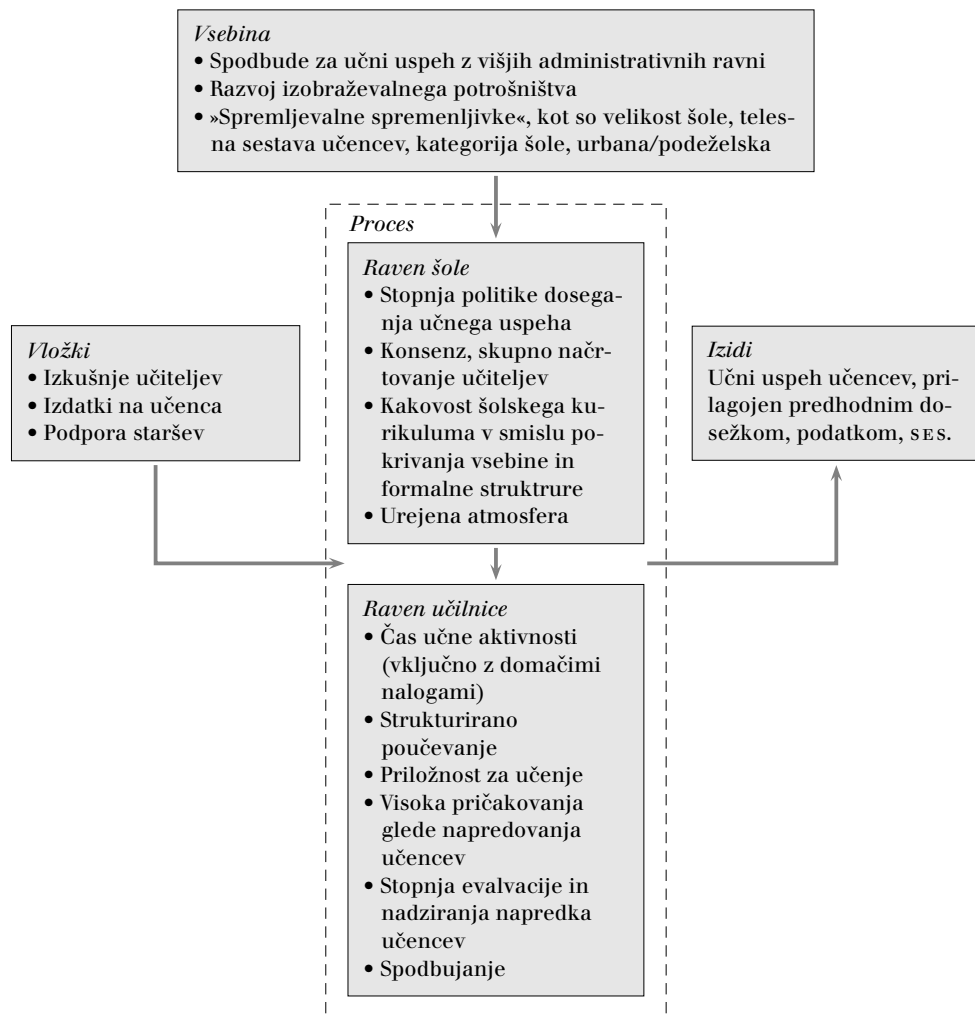 Vsebina
• Spodbude za učni uspeh z višjih administrativnih ravni
• Razvoj izobraževalnega potrošništva
• »Spremljevalne spremenljivke«, kot so velikost šole, teles-
na sestava učencev, kategorija šole, urbana/podeželska
Proces
Raven šole
• Stopnja politike dosega-
nja učnega uspeha
• Konsenz, skupno načr-
tovanje učiteljev
• Kakovost šolskega ku-
rikuluma v smislu po-
krivanja vsebine in
formalne struktrure
• Urejena atmosfera
Vložki
• Izkušnje učiteljev
• Izdatki na učenca
• Podpora staršev
Izidi
Učni uspeh učencev, pri-
lagojen predhodnim do-
sežkom, podatkom, SES.
Raven učilnice
• Čas učne aktivnosti
(vključno z domačimi
nalogami)
• Strukturirano
poučevanje
• Priložnost za učenje
• Visoka pričakovanja
glede napredovanja
učencev
• Stopnja evalvacije in
nadziranja napredka
učencev
• Spodbujanje